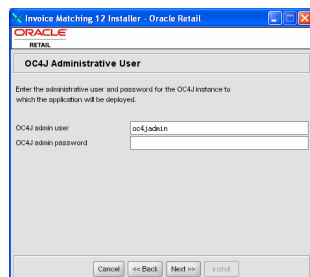 Invoice Matching 12 Installer - Oracle Retail
ORACLE
RETAIL
OC4J Administrative User
Enter the administrative user and password for the OC4J instance to
which the application will be deployed.
OC4J admin user oc4jadmin
OC4J admin password
Cancel << Back Next >> Install